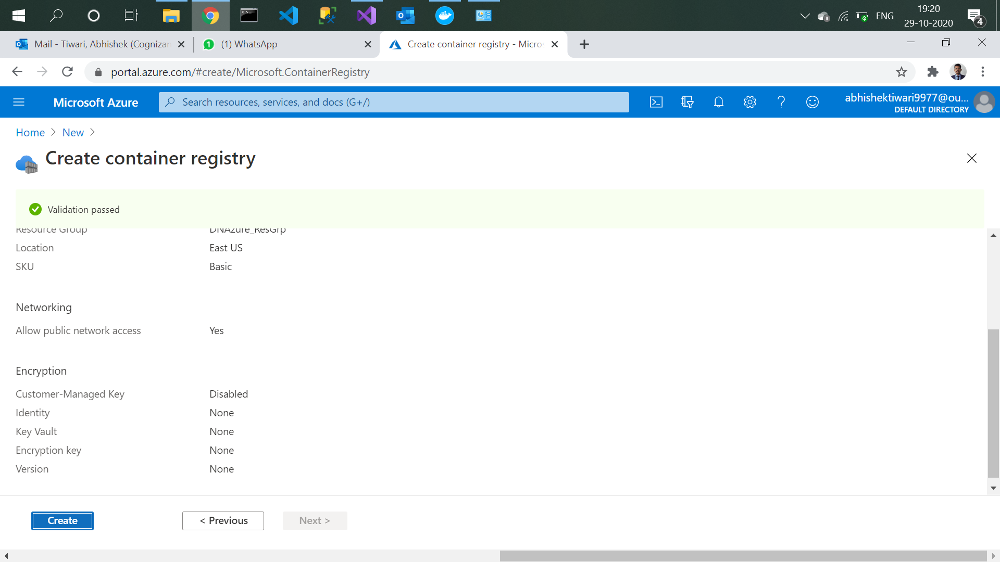 ENG
19:20
29-10-2020
4
Mail - Tiwari, Abhishek (Cognizan
1
(1) WhatsApp
Create container registry - Micros
portal.azure.com/#create/Microsoft.ContainerRegistry
Microsoft Azure
Search resources, services, and docs (G+/)
abhishektiwari9977@ou...
DEFAULT DIRECTORY
Home > New >
Create container registry
Validation passed
Resource Group DNAzure_ResGrp
Location East US
SKU Basic
Networking
Allow public network access Yes
Encryption
Customer-Managed Key Disabled
Identity None
Key Vault None
Encryption key None
Version None
Create
< Previous
Next >